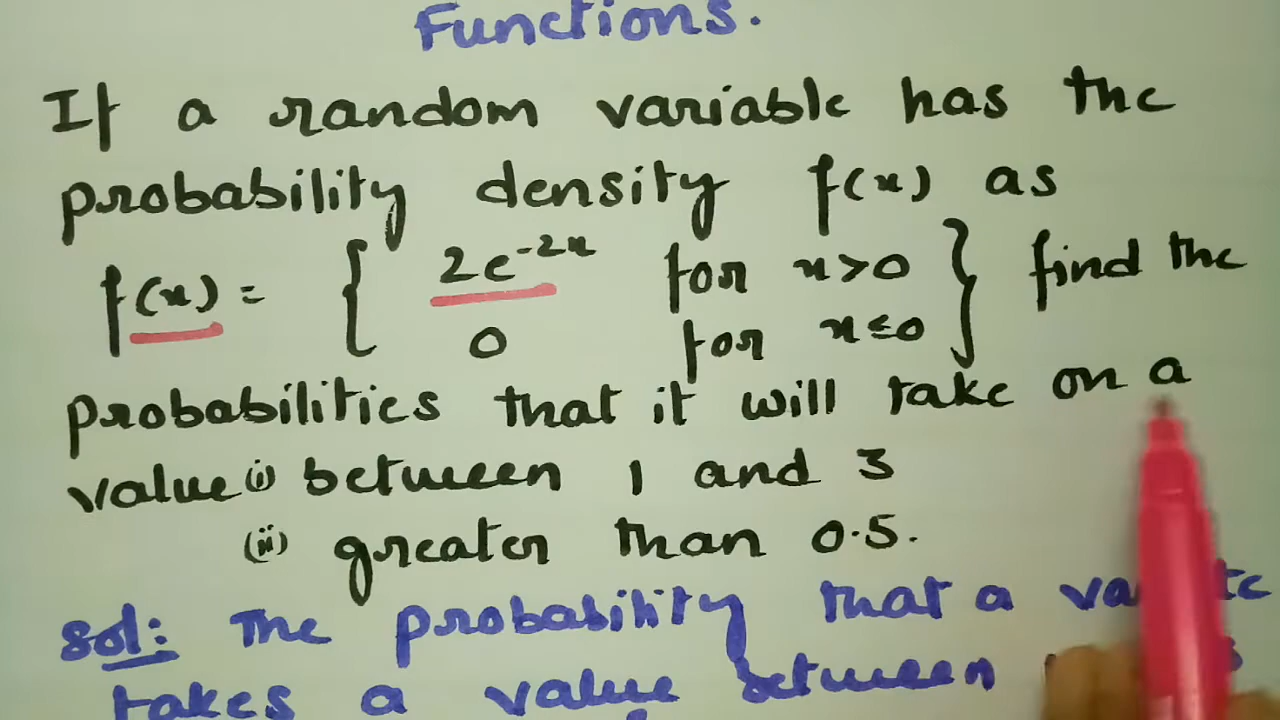 Functions.
If a random variable has the
probability density f(x) as
f(x) = { 2e^-2x for x>0 } find the
0 for x≤0
probabilities that it will take on a
value (i) between 1 and 3
(ii) greater than 0.5.
Sol: The probability that a
takes a value between